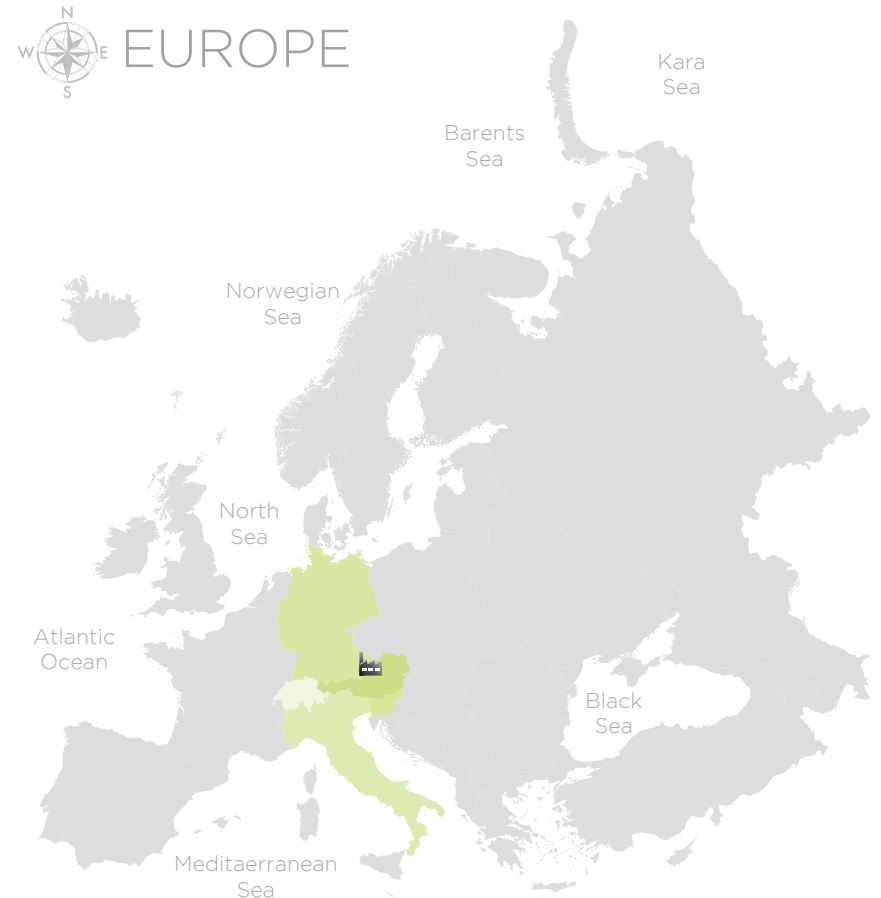 N
W
E
S
EUROPE
Kara
Sea
Barents
Sea
Norwegian
Sea
North
Sea
Atlantic
Ocean
Black
Sea
Meditaerranean
Sea